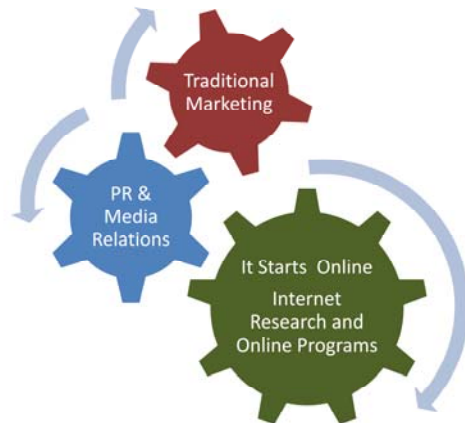 Traditional
Marketing
PR &
Media
Relations
It Starts Online
Internet
Research and
Online Programs